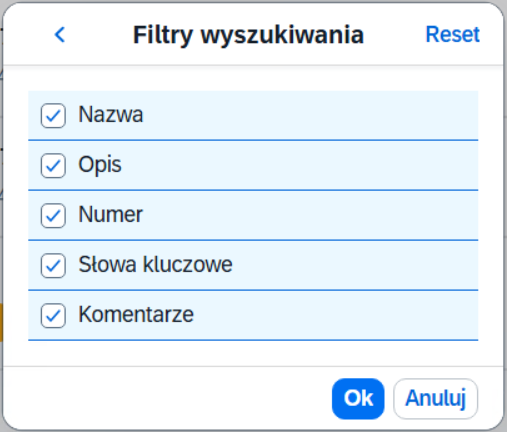 Filtry wyszukiwania Reset
Nazwa
Opis
Numer
Słowa kluczowe
Komentarze
Ok Anuluj